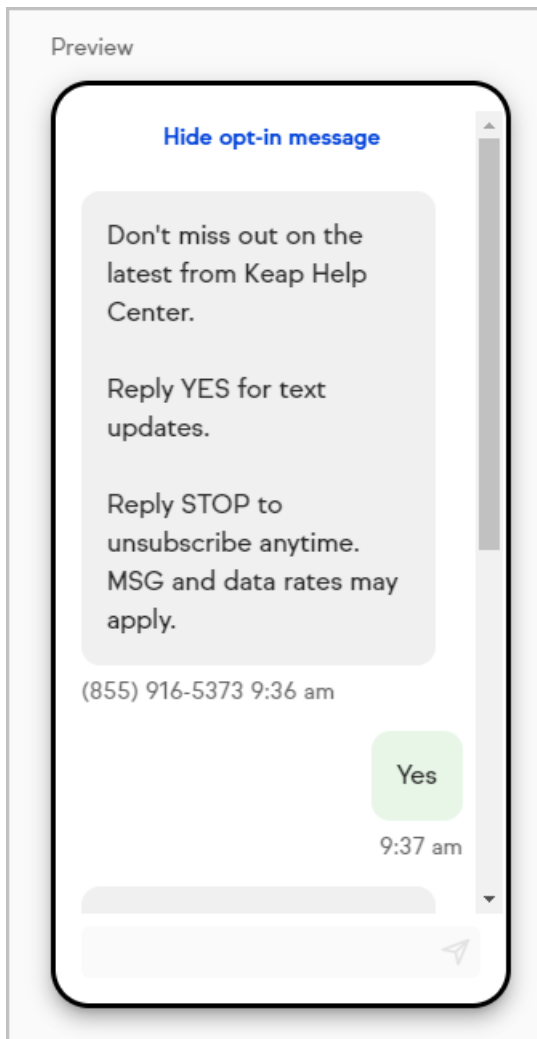 Preview
Hide opt-in message
Don't miss out on the
latest from Keap Help
Center.
Reply YES for text
updates.
Reply STOP to
unsubscribe anytime.
MSG and data rates may
apply.
(855) 916-5373 9:36 am
Yes
9:37 am